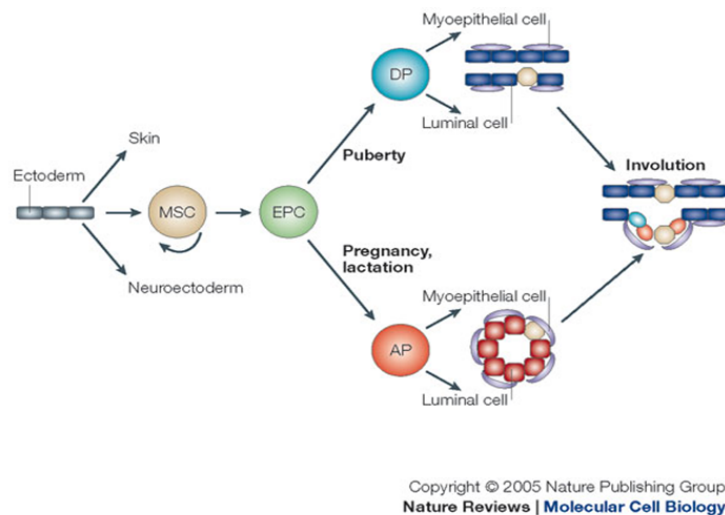 Myoepithelial cell
DP
Luminal cell
Skin
Puberty
Involution
Ectoderm
MSC
EPC
Pregnancy,
lactation
Neuroectoderm
Myoepithelial cell
AP
Luminal cell
Copyright © 2005 Nature Publishing Group
Nature Reviews | Molecular Cell Biology